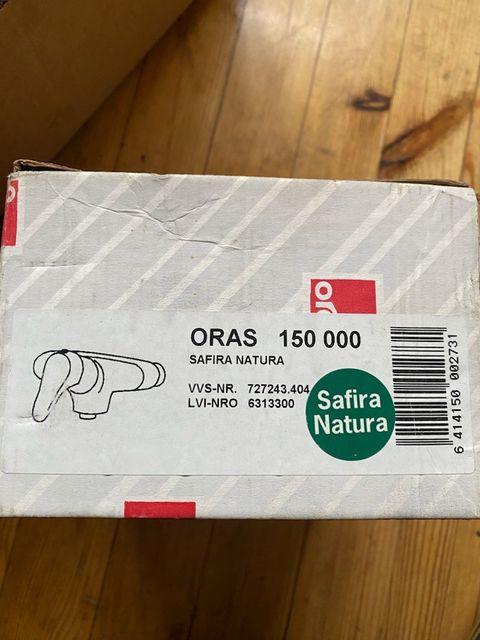 ORAS 150 000
SAFIRA NATURA
VVS-NR. 727243.404
LVI-NRO 6313300
Safira
Natura
6 414150 002731